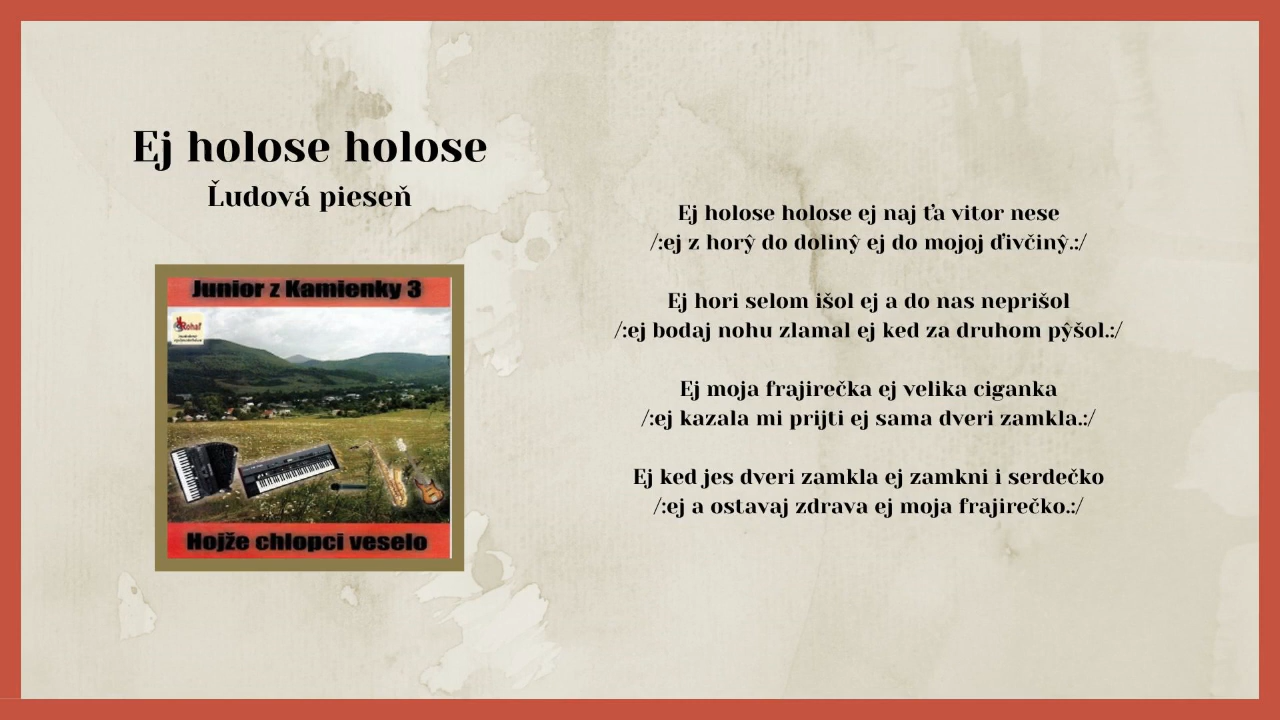 Ej holose holose
Ľudová pieseň
Junior z Kamienky 3
Rohaľ
Hojže chlopci veselo
Ej holose holose ej naj ťa vitor nese
/:ej z horŷ do dolinŷ ej do mojoj ďivčinŷ.:/
Ej hori selom išol ej a do nas neprišol
/:ej bodaj nohu zlamal ej ked za druhom pŷšol.:/
Ej moja frajirečka ej velika ciganka
/:ej kazala mi prijti ej sama dveri zamkla.:/
Ej ked jes dveri zamkla ej zamkni i serdečko
/:ej a ostavaj zdrava ej moja frajirečko.:/